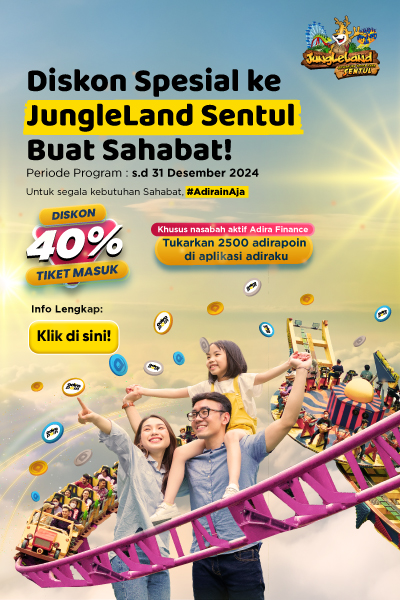 JungleLand
SENTUL
Diskon Spesial ke
JungleLand Sentul
Buat Sahabat!
Periode Program : s.d 31 Desember 2024
Untuk segala kebutuhan Sahabat, #AdirainAja
DISKON
40%
TIKET MASUK
Khusus nasabah aktif Adira Finance
Tukarkan 2500 adirapoin
di aplikasi adiraku
Info Lengkap:
Klik di sini!